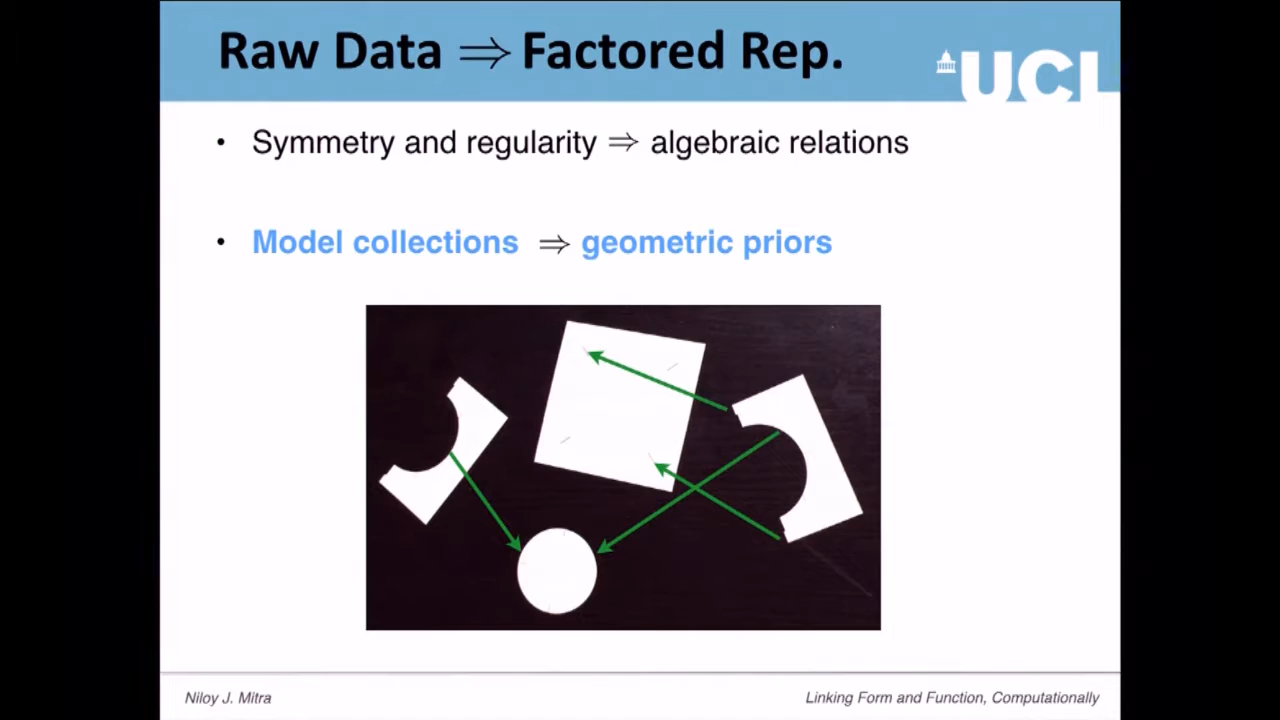 Raw Data ⇒ Factored Rep.
UCL
• Symmetry and regularity ⇒ algebraic relations
• Model collections ⇒ geometric priors
Niloy J. Mitra
Linking Form and Function, Computationally